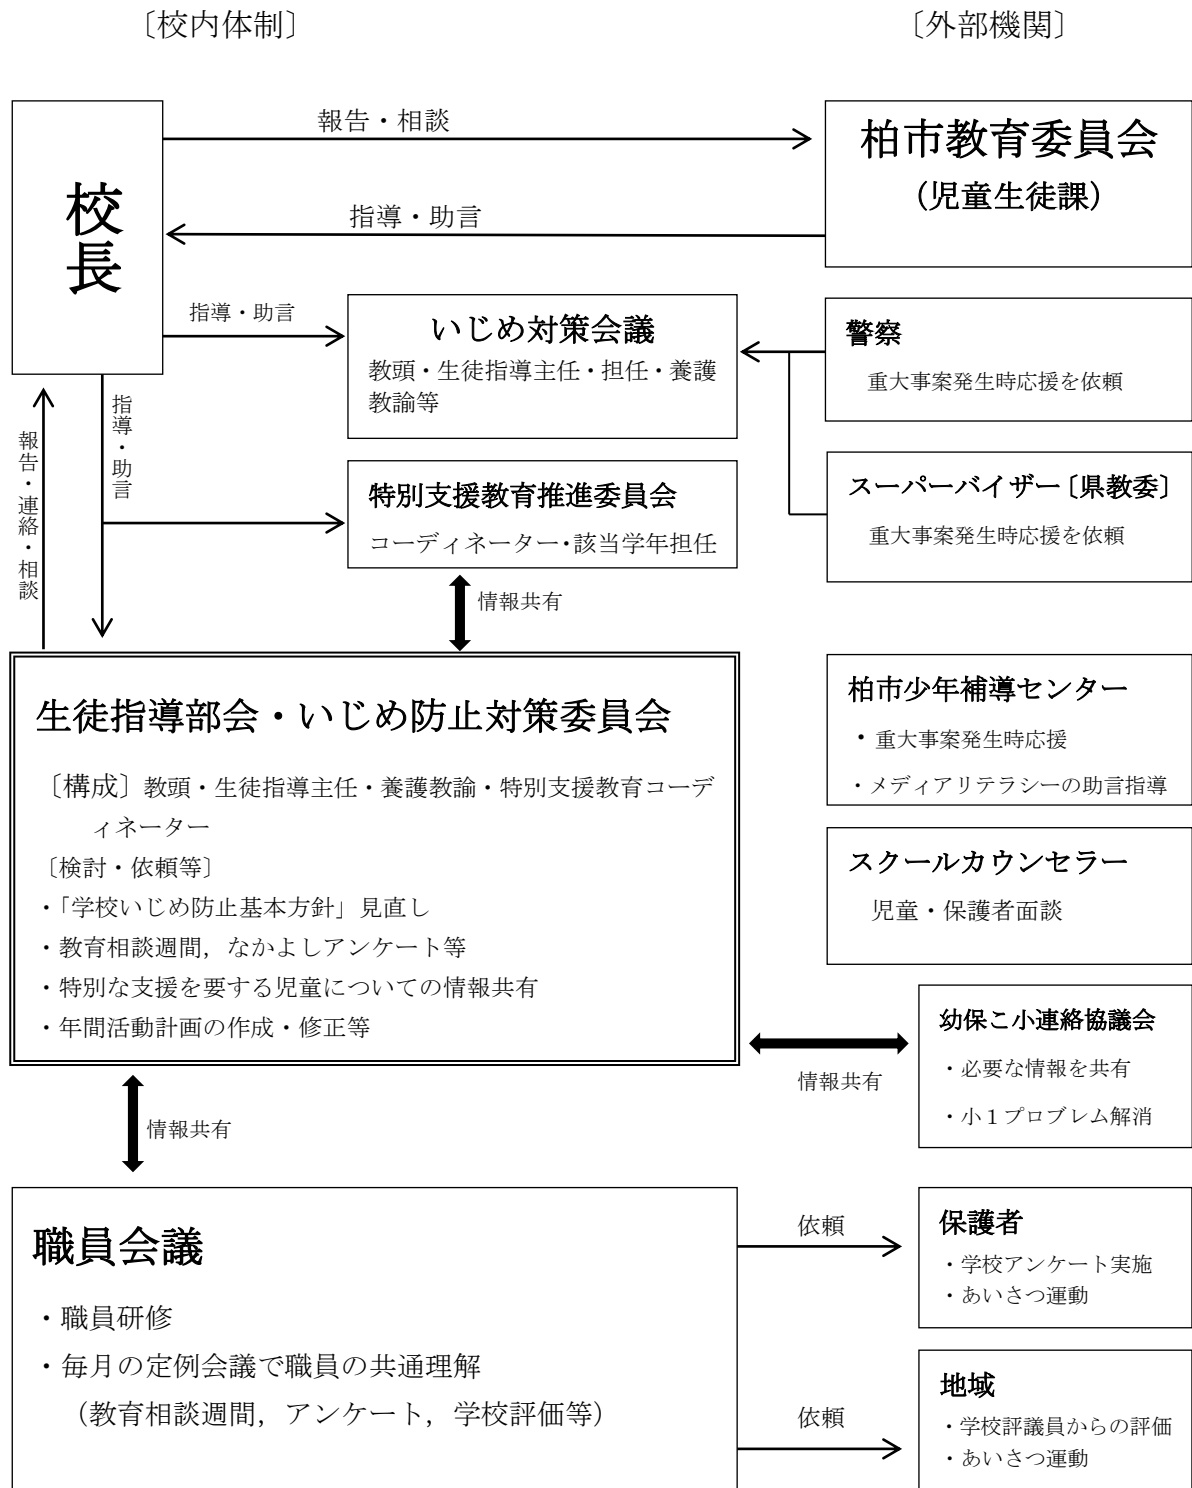 〔校内体制〕
〔外部機関〕
校長
報告・相談
指導・助言
柏市教育委員会
（児童生徒課）
指導・助言
いじめ対策会議
教頭・生徒指導主任・担任・養護
教諭等
警察
重大事案発生時応援を依頼
指導・助言
報告・連絡・相談
特別支援教育推進委員会
コーディネーター・該当学年担任
スーパーバイザー〔県教委〕
重大事案発生時応援を依頼
情報共有
生徒指導部会・いじめ防止対策委員会
〔構成〕教頭・生徒指導主任・養護教諭・特別支援教育コーデ
ィネーター
〔検討・依頼等〕
・「学校いじめ防止基本方針」見直し
・教育相談週間，なかよしアンケート等
・特別な支援を要する児童についての情報共有
・年間活動計画の作成・修正等
柏市少年補導センター
・重大事案発生時応援
・メディアリテラシーの助言指導
スクールカウンセラー
児童・保護者面談
情報共有
幼保こ小連絡協議会
・必要な情報を共有
・小１プロブレム解消
情報共有
職員会議
・職員研修
・毎月の定例会議で職員の共通理解
（教育相談週間，アンケート，学校評価等）
依頼
保護者
・学校アンケート実施
・あいさつ運動
依頼
地域
・学校評議員からの評価
・あいさつ運動